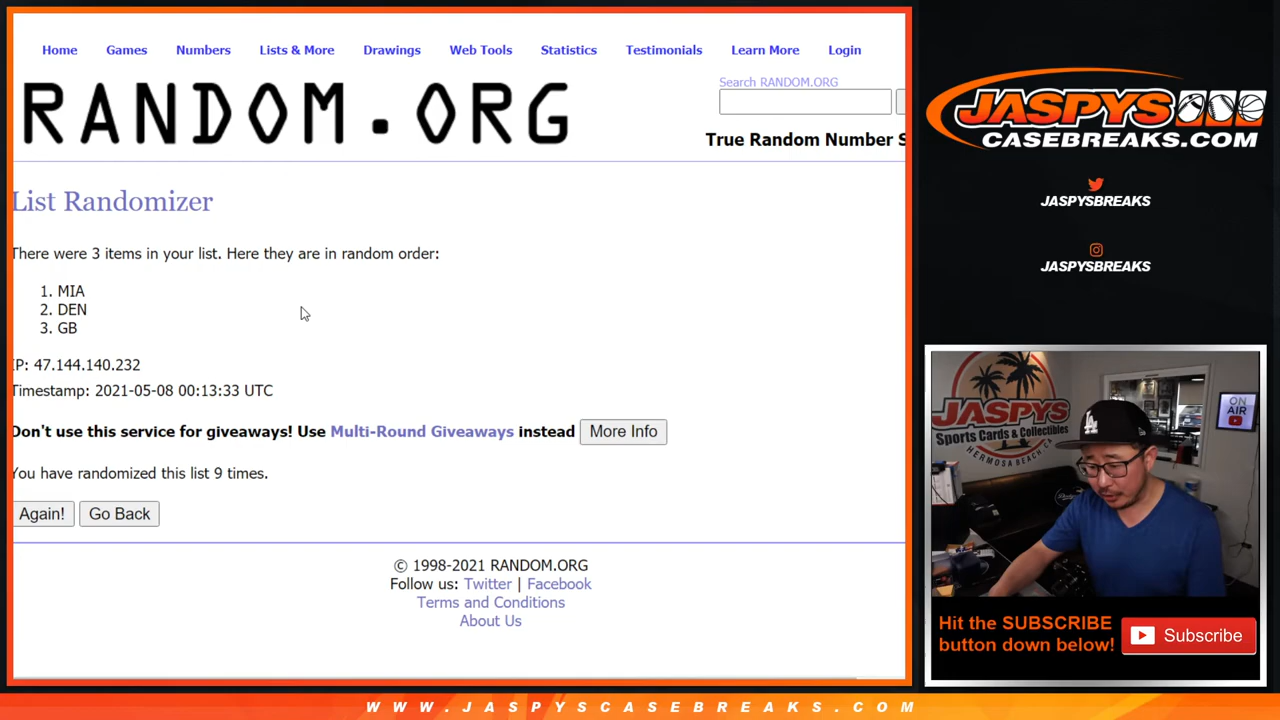 Home Games Numbers Lists & More Drawings Web Tools Statistics Testimonials Learn More Login
RANDOM.ORG
Search RANDOM.ORG
True Random Number S
List Randomizer
There were 3 items in your list. Here they are in random order:
1. MIA
2. DEN
3. GB
IP: 47.144.140.232
Timestamp: 2021-05-08 00:13:33 UTC
Don't use this service for giveaways! Use Multi-Round Giveaways instead More Info
You have randomized this list 9 times.
Again! Go Back
© 1998-2021 RANDOM.ORG
Follow us: Twitter | Facebook
Terms and Conditions
About Us
JASPYS
CASEBREAKS.COM
JASPYSBREAKS
JASPYSBREAKS
JASPYS
Sports Cards & Collectibles
HERMOSA BEACH, CA
ON
AIR
LA
Hit the SUBSCRIBE
button down below!
Subscribe
WWW.JASPYSCASEBREAKS.COM